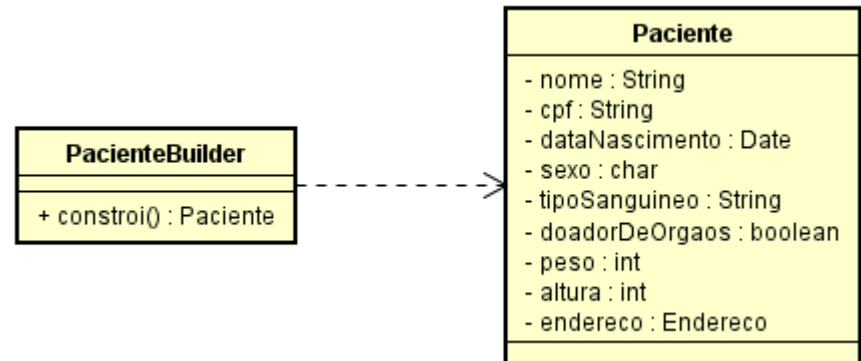 PacienteBuilder
+ constroi() : Paciente
Paciente
- nome : String
- cpf : String
- dataNascimento : Date
- sexo : char
- tipoSanguineo : String
- doadorDeOrgaos : boolean
- peso : int
- altura : int
- endereco : Endereco